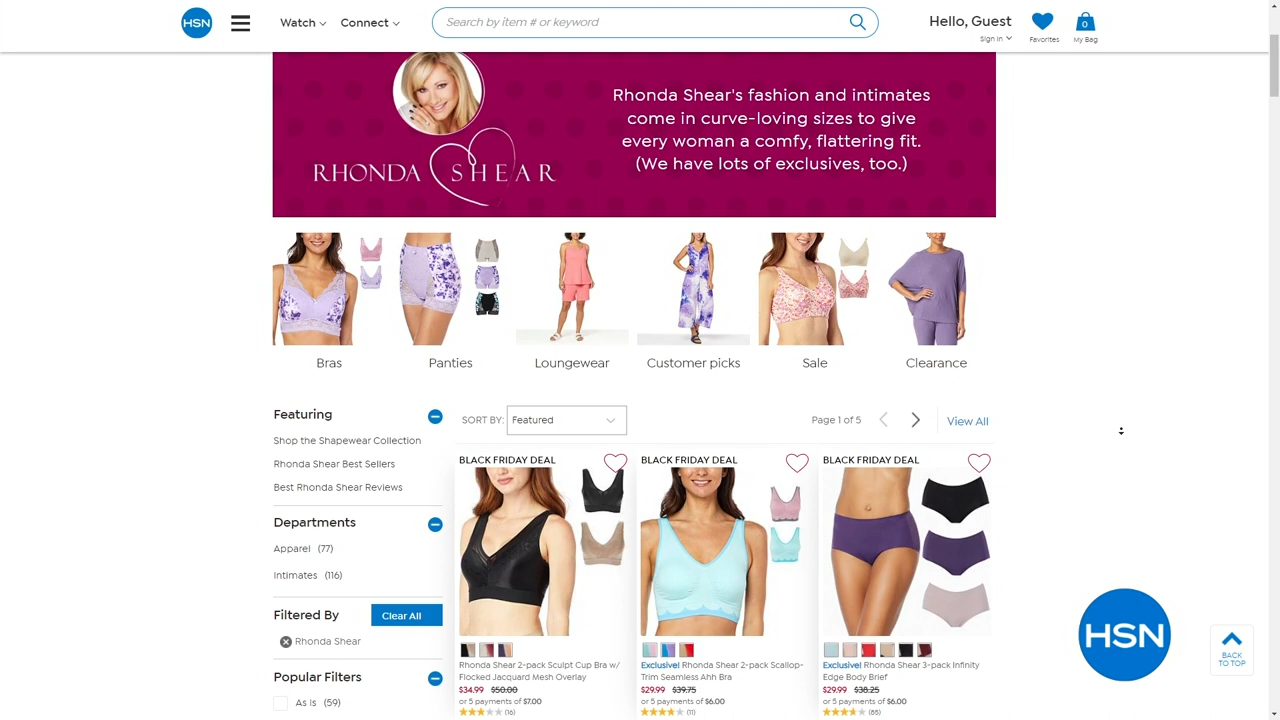 HSN
Watch
Connect
Search by item # or keyword
Hello, Guest
Sign In
Favorites
0
My Bag
Rhonda Shear's fashion and intimates
come in curve-loving sizes to give
every woman a comfy, flattering fit.
(We have lots of exclusives, too.)
RHONDA SHEAR
Bras
Panties
Loungewear
Customer picks
Sale
Clearance
Featuring
Shop the Shapewear Collection
Rhonda Shear Best Sellers
Best Rhonda Shear Reviews
Departments
Apparel (77)
Intimates (116)
Filtered By
Clear All
Rhonda Shear
Popular Filters
As Is (59)
SORT BY:
Featured
Page 1 of 5
View All
BLACK FRIDAY DEAL
Rhonda Shear 2-pack Sculpt Cup Bra w/
Flocked Jacquard Mesh Overlay
$34.99 $50.00
or 5 payments of $7.00
(16)
BLACK FRIDAY DEAL
Exclusive! Rhonda Shear 2-pack Scallop-
Trim Seamless Ahh Bra
$29.99 $39.75
or 5 payments of $6.00
(11)
BLACK FRIDAY DEAL
Exclusive! Rhonda Shear 3-pack Infinity
Edge Body Brief
$29.99 $38.25
or 5 payments of $6.00
(85)
HSN
BACK
TO TOP